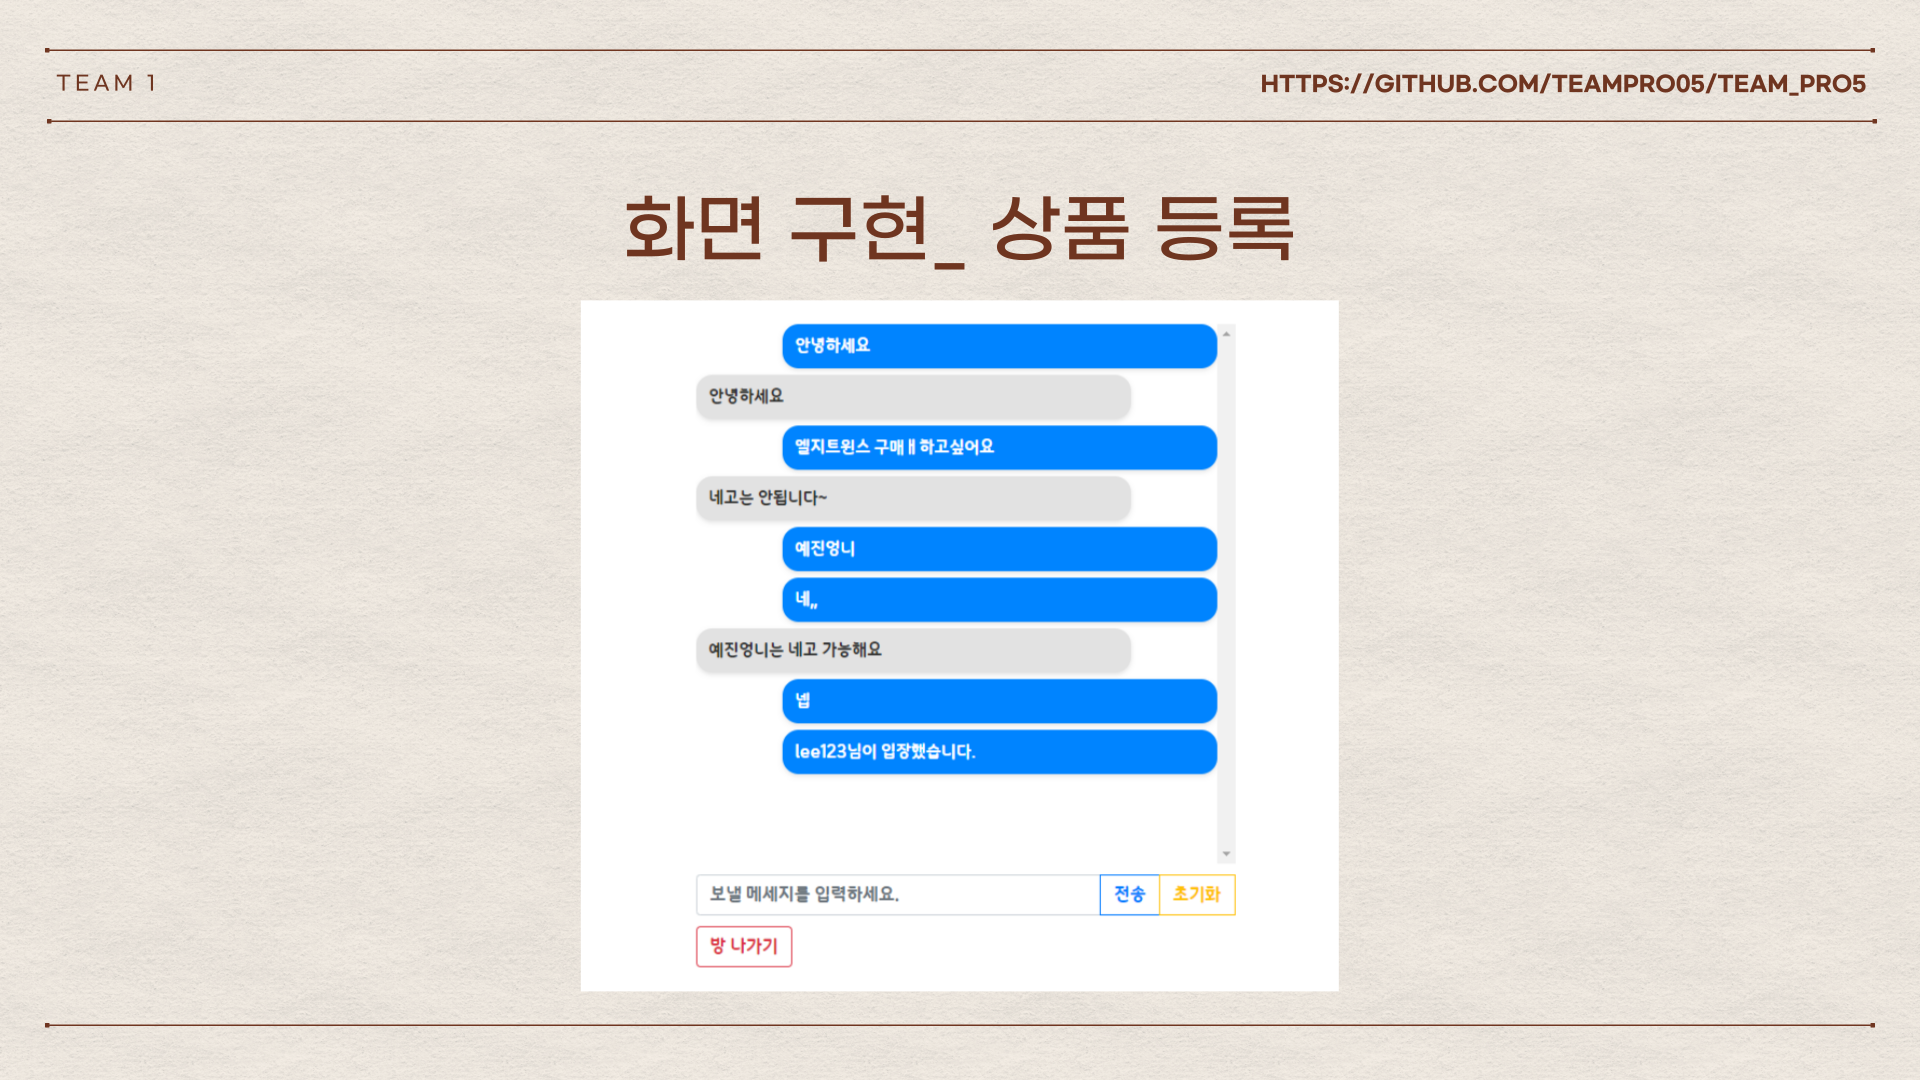 TEAM 1
HTTPS://GITHUB.COM/TEAMPRO05/TEAM_PRO5
화면 구현_ 상품 등록
안녕하세요
안녕하세요
엘지트윈스 구매ㅐ하고싶어요
네고는 안됩니다~
예진엉니
네,,
예진엉니는 네고 가능해요
넵
lee123님이 입장했습니다.
보낼 메세지를 입력하세요.
전송
초기화
방 나가기